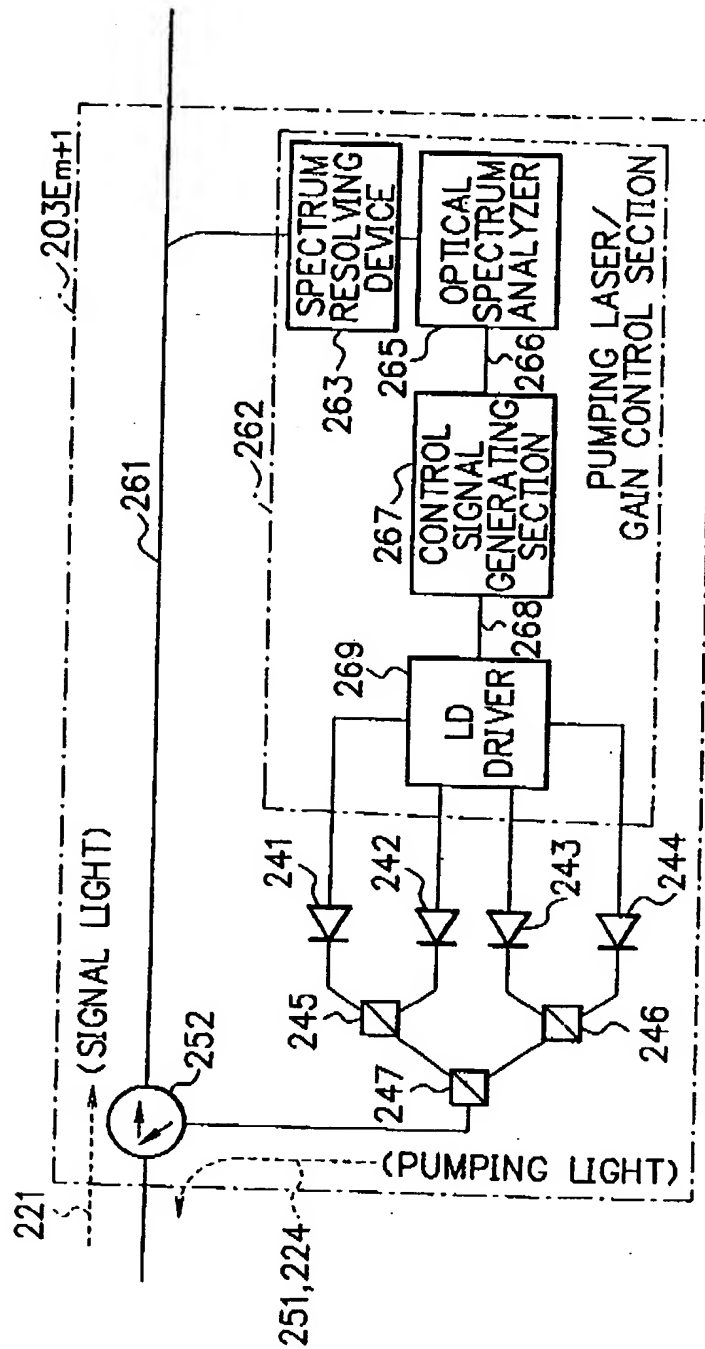 203Em+1
221
(SIGNAL LIGHT)
261
252
262
SPECTRUM
RESOLVING
DEVICE
263
OPTICAL
SPECTRUM
ANALYZER
265
266
CONTROL
SIGNAL
GENERATING
SECTION
267
268
269
LD
DRIVER
PUMPING LASER/
GAIN CONTROL SECTION
241
242
243
244
245
246
247
(PUMPING LIGHT)
251,224